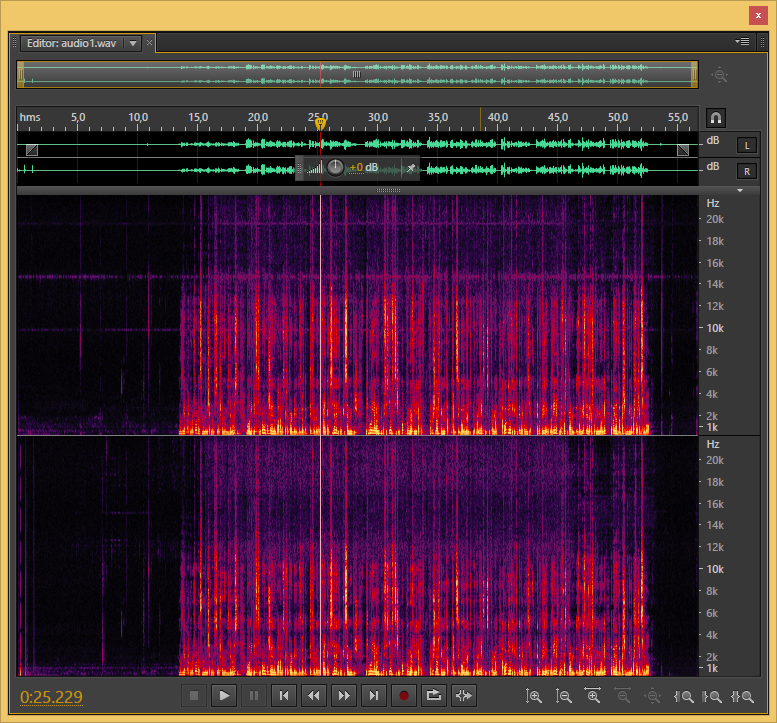 Editor: audio1.wav
hms 5,0 10,0 15,0 20,0 25,0 30,0 35,0 40,0 45,0 50,0 55,0
dB L
+0 dB
dB R
Hz
20k
18k
16k
14k
12k
10k
8k
6k
4k
2k
1k
Hz
20k
18k
16k
14k
12k
10k
8k
6k
4k
2k
1k
0:25.229